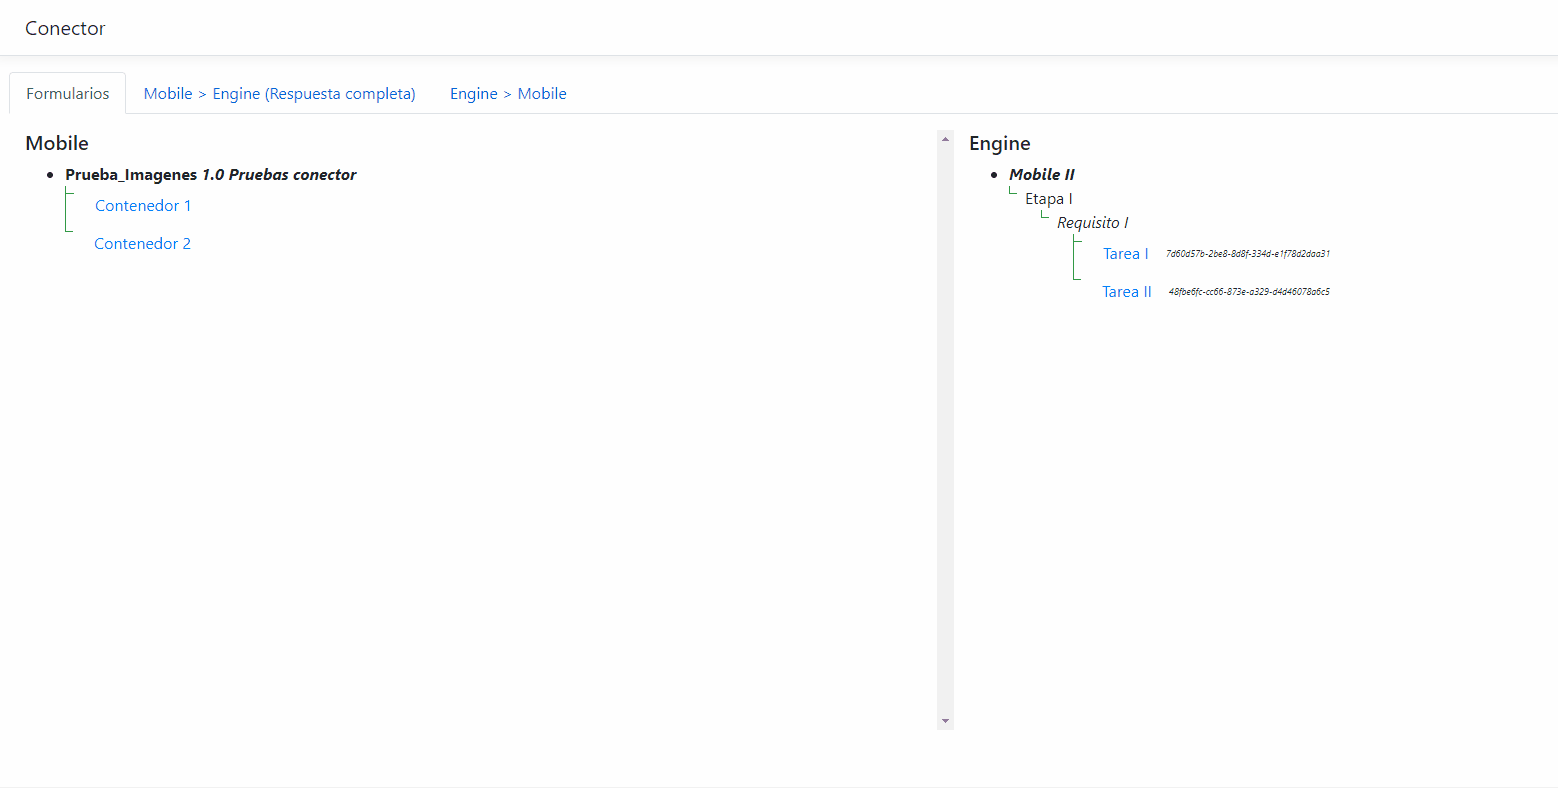 Conector
Formularios Mobile > Engine (Respuesta completa) Engine > Mobile
Mobile
Prueba_Imagenes 1.0 Pruebas conector
Contenedor 1
Contenedor 2
Engine
Mobile II
Etapa I
Requisito I
Tarea I 7d60d57b-2be8-8d8f-334d-e1f78d2daa31
Tarea II 48fbe6fc-cc66-873e-a329-d4d46078a6c5